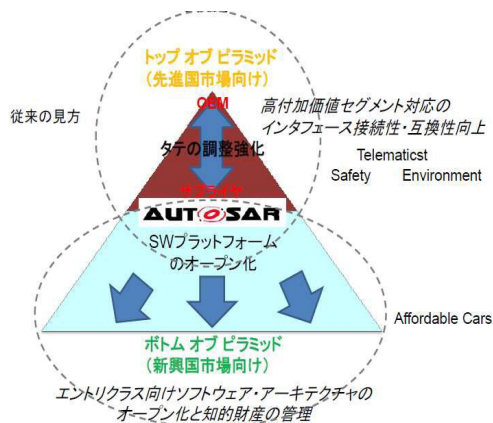 トップ オブ ピラミッド
(先進国市場向け)
OEM
従来の見方
高付加価値セグメント対応の
インタフェース接続性・互換性向上
タテの調整強化
Telematicst
Safety Environment
サプライヤ
AUTOSAR
SWプラットフォーム
のオープン化
Affordable Cars
ボトム オブ ピラミッド
(新興国市場向け)
エントリクラス向けソフトウェア・アーキテクチャの
オープン化と知的財産の管理